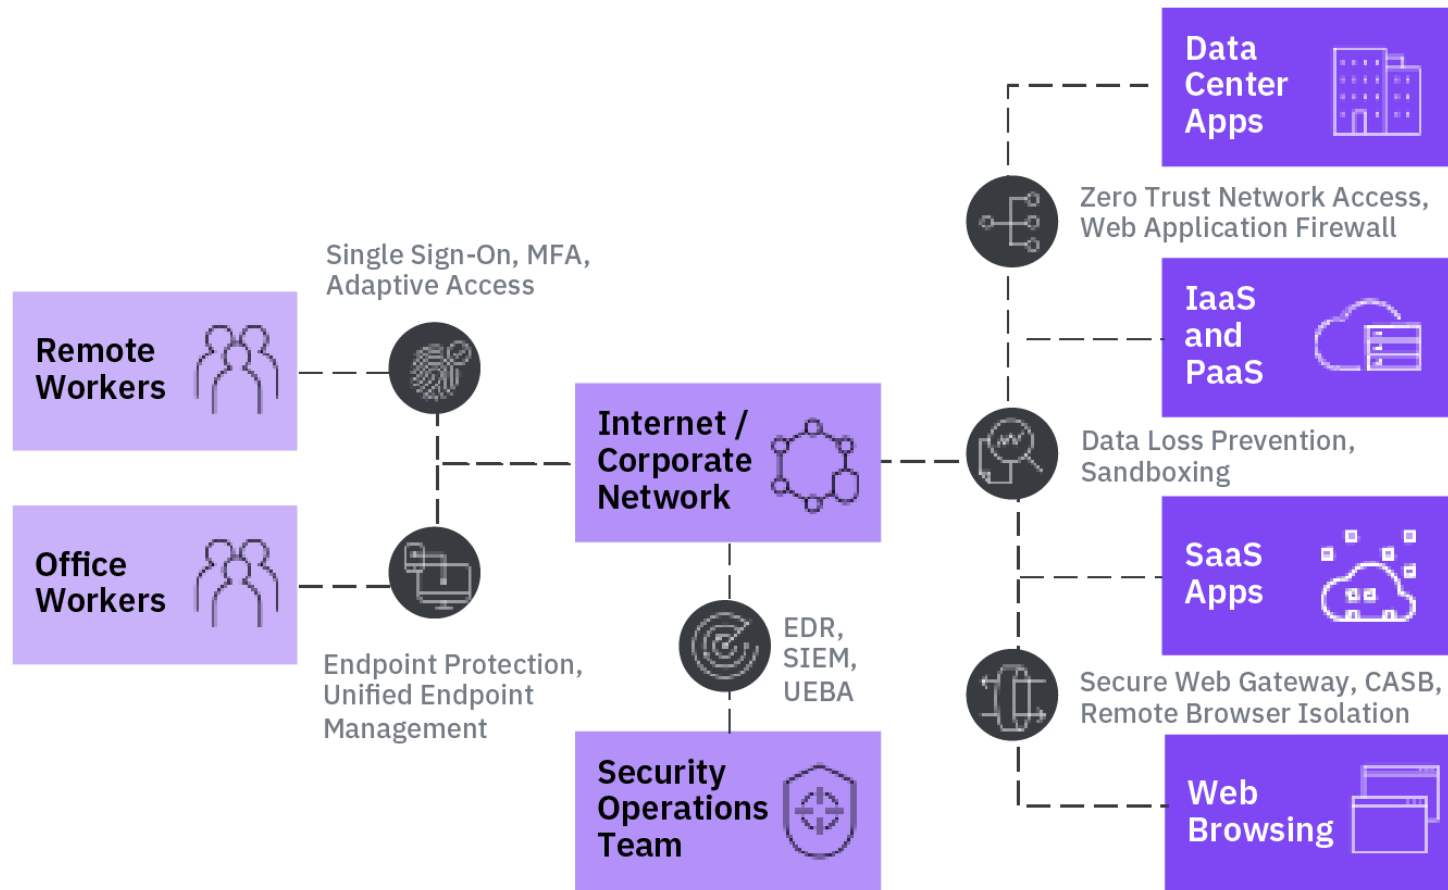 Data
Center
Apps
Zero Trust Network Access,
Web Application Firewall
Single Sign-On, MFA,
Adaptive Access
Remote
Workers
IaaS
and
PaaS
Internet /
Corporate
Network
Data Loss Prevention,
Sandboxing
Office
Workers
SaaS
Apps
EDR,
SIEM,
UEBA
Endpoint Protection,
Unified Endpoint
Management
Secure Web Gateway, CASB,
Remote Browser Isolation
Security
Operations
Team
Web
Browsing